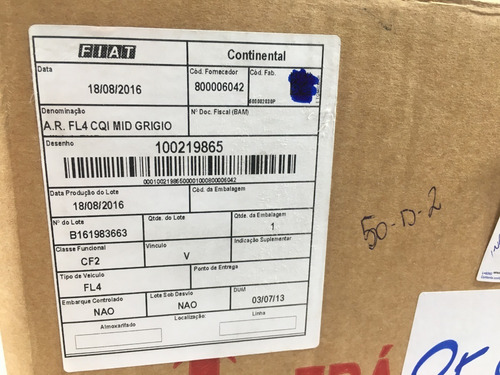 FIAT Continental
Data Cód. Fornecedor Cód. Fab.
18/08/2016 800006042
Denominação Nº Doc. Fiscal (BAM)
A.R. FL4 CQI MID GRIGIO
Desenho 100219865
00010021986500001000800006042
Data Produção do Lote Cód. da Embalagem
18/08/2016
Nº do Lote Qtde. do Lote Qtde. da Embalagem
B161983663 1
Classe Funcional Vínculo Indicação Suplementar
CF2 V
Tipo de Veículo Ponto de Entrega
FL4
Embarque Controlado Lote Sob Desvio DUM
NAO NAO 03/07/13
Almoxarifado Localização: Linha
50-D-2